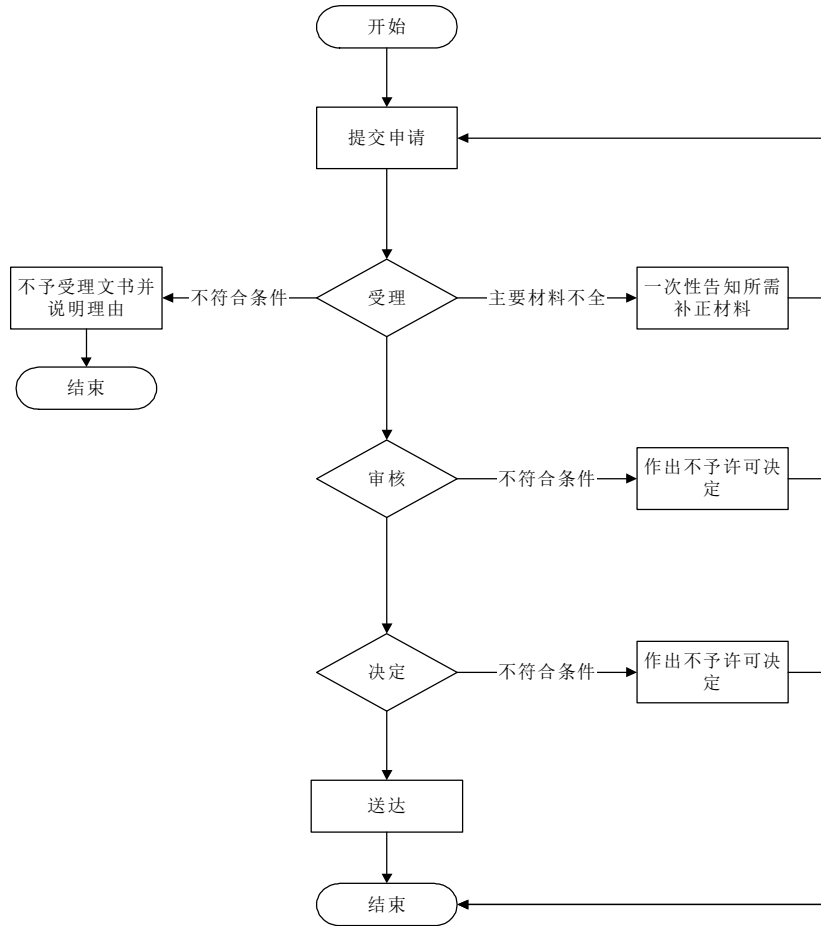 开始
提交申请
不予受理文书并
说明理由
不符合条件
受理
主要材料不全
一次性告知所需
补正材料
结束
审核
不符合条件
作出不予许可决
定
决定
不符合条件
作出不予许可决
定
送达
结束